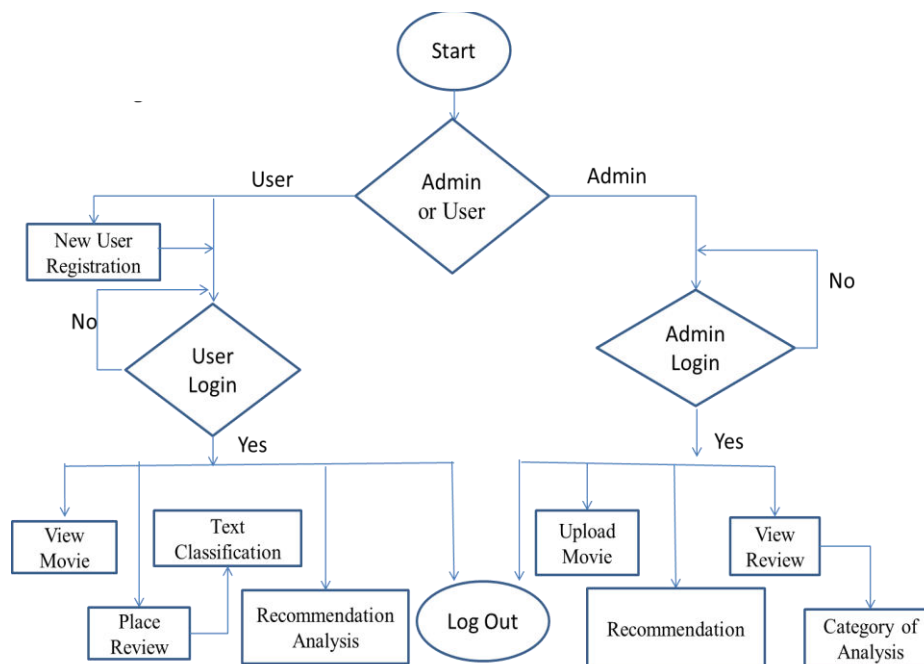 Start
User
Admin
or User
Admin
New User
Registration
No
No
User
Login
Admin
Login
Yes
Yes
View
Movie
Text
Classification
Upload
Movie
View
Review
Place
Review
Recommendation
Analysis
Log Out
Recommendation
Category of
Analysis